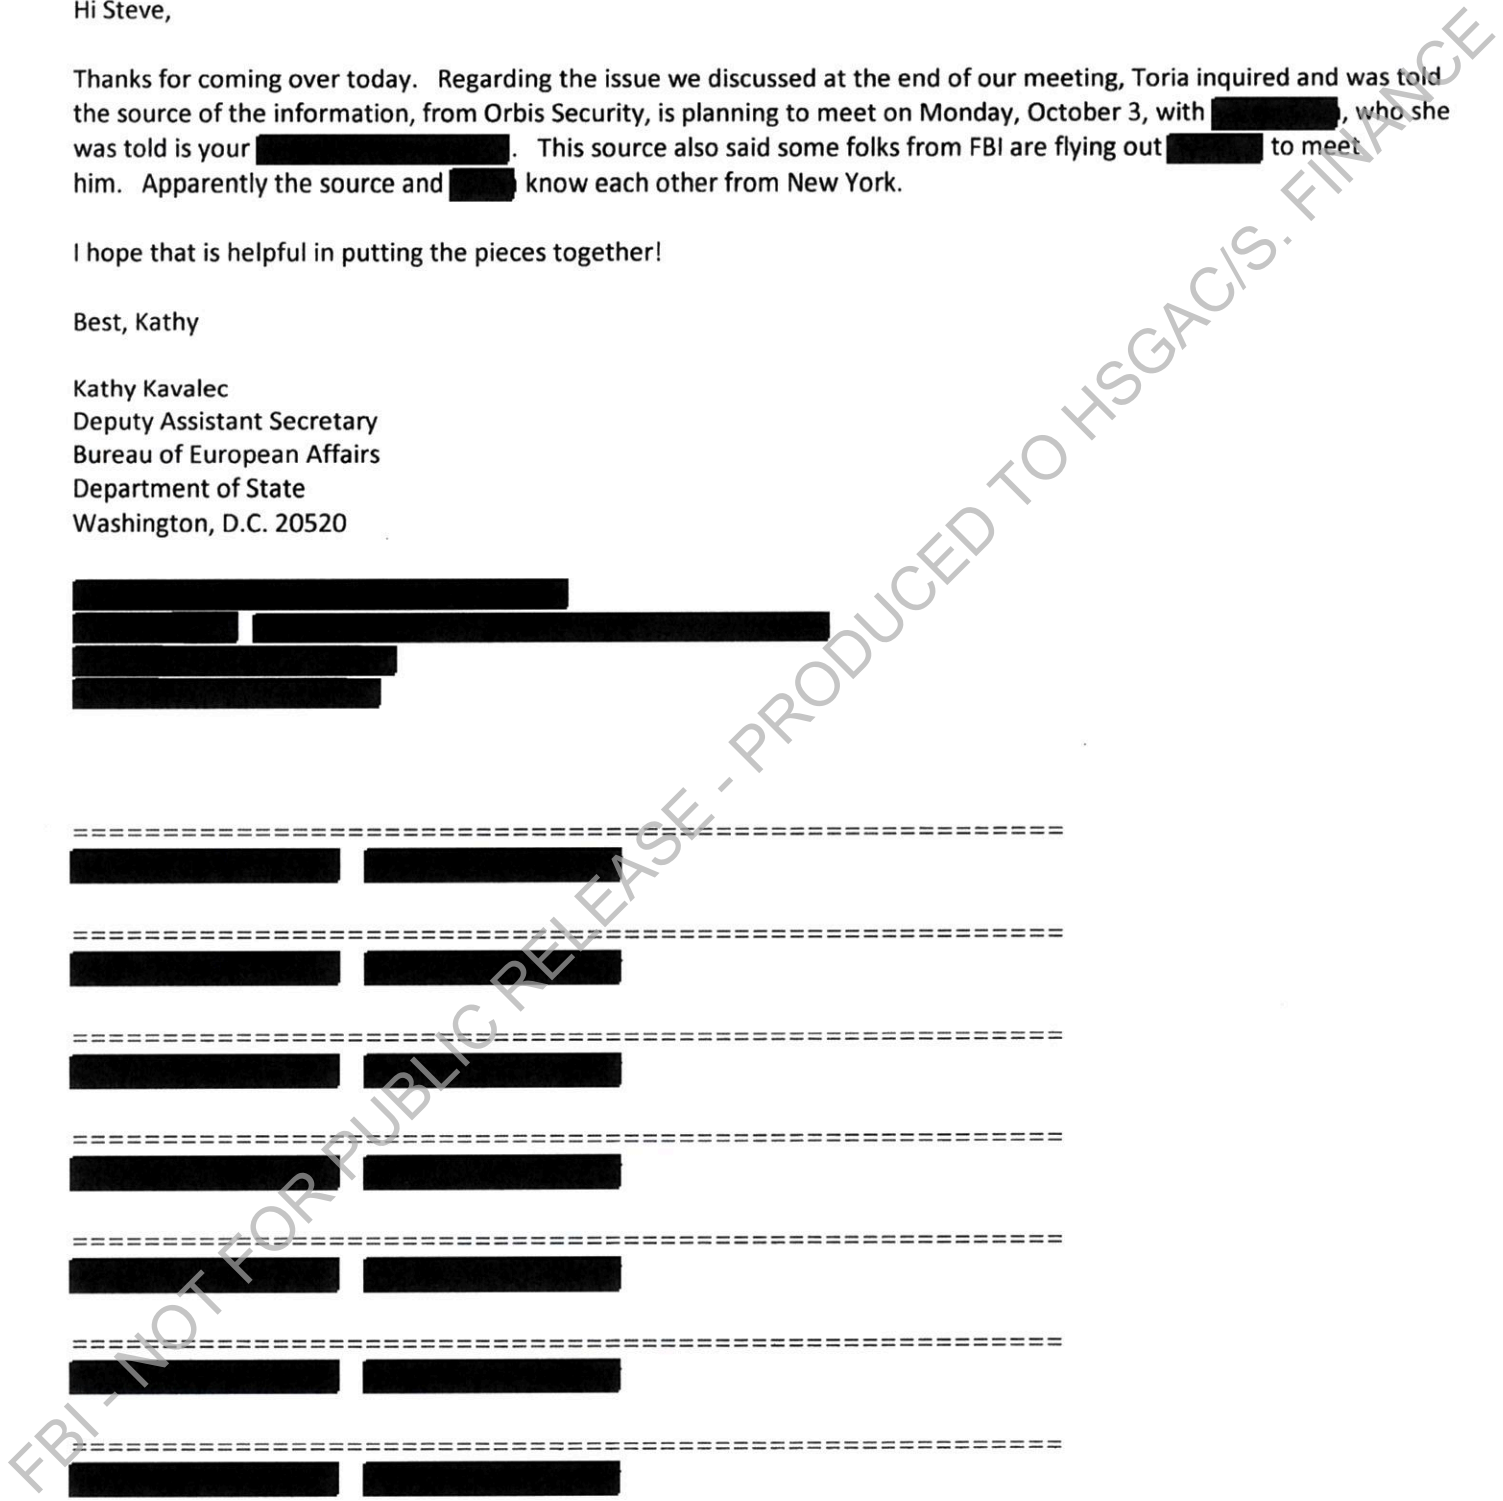 Hi Steve,
Thanks for coming over today. Regarding the issue we discussed at the end of our meeting, Toria inquired and was told
the source of the information, from Orbis Security, is planning to meet on Monday, October 3, with , who she
was told is your . This source also said some folks from FBI are flying out to meet
him. Apparently the source and know each other from New York.
I hope that is helpful in putting the pieces together!
Best, Kathy
Kathy Kavalec
Deputy Assistant Secretary
Bureau of European Affairs
Department of State
Washington, D.C. 20520
FBI - NOT FOR PUBLIC RELEASE - PRODUCED TO HSGAC/S. FINANCE